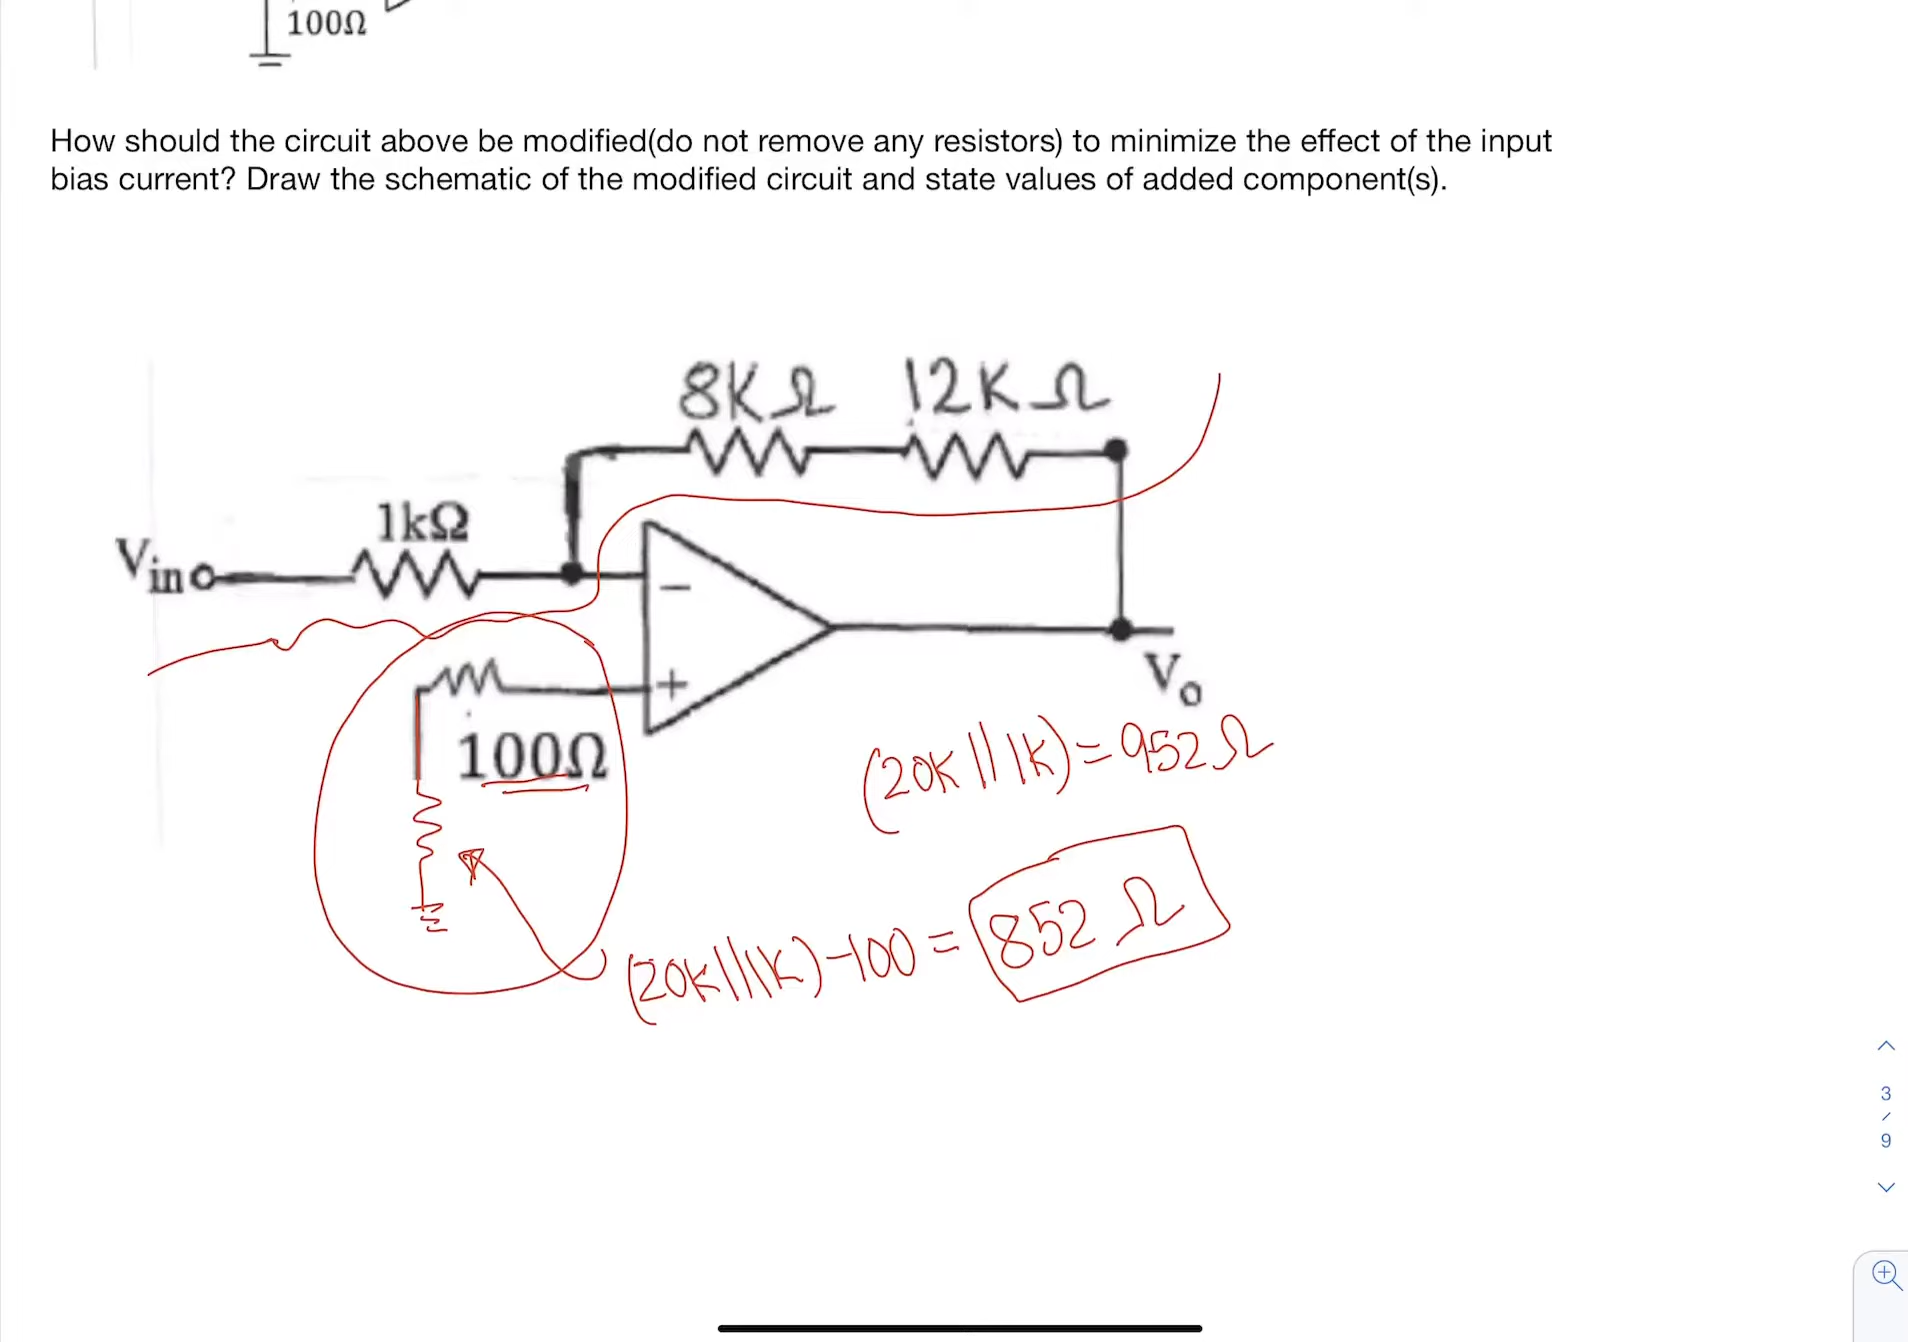 100Ω
How should the circuit above be modified(do not remove any resistors) to minimize the effect of the input
bias current? Draw the schematic of the modified circuit and state values of added component(s).
8KΩ 12KΩ
1kΩ
Vin
−
+
Vo
100Ω
(20K||1K)=952Ω
(20K||1K)-100=852Ω
3
/
9